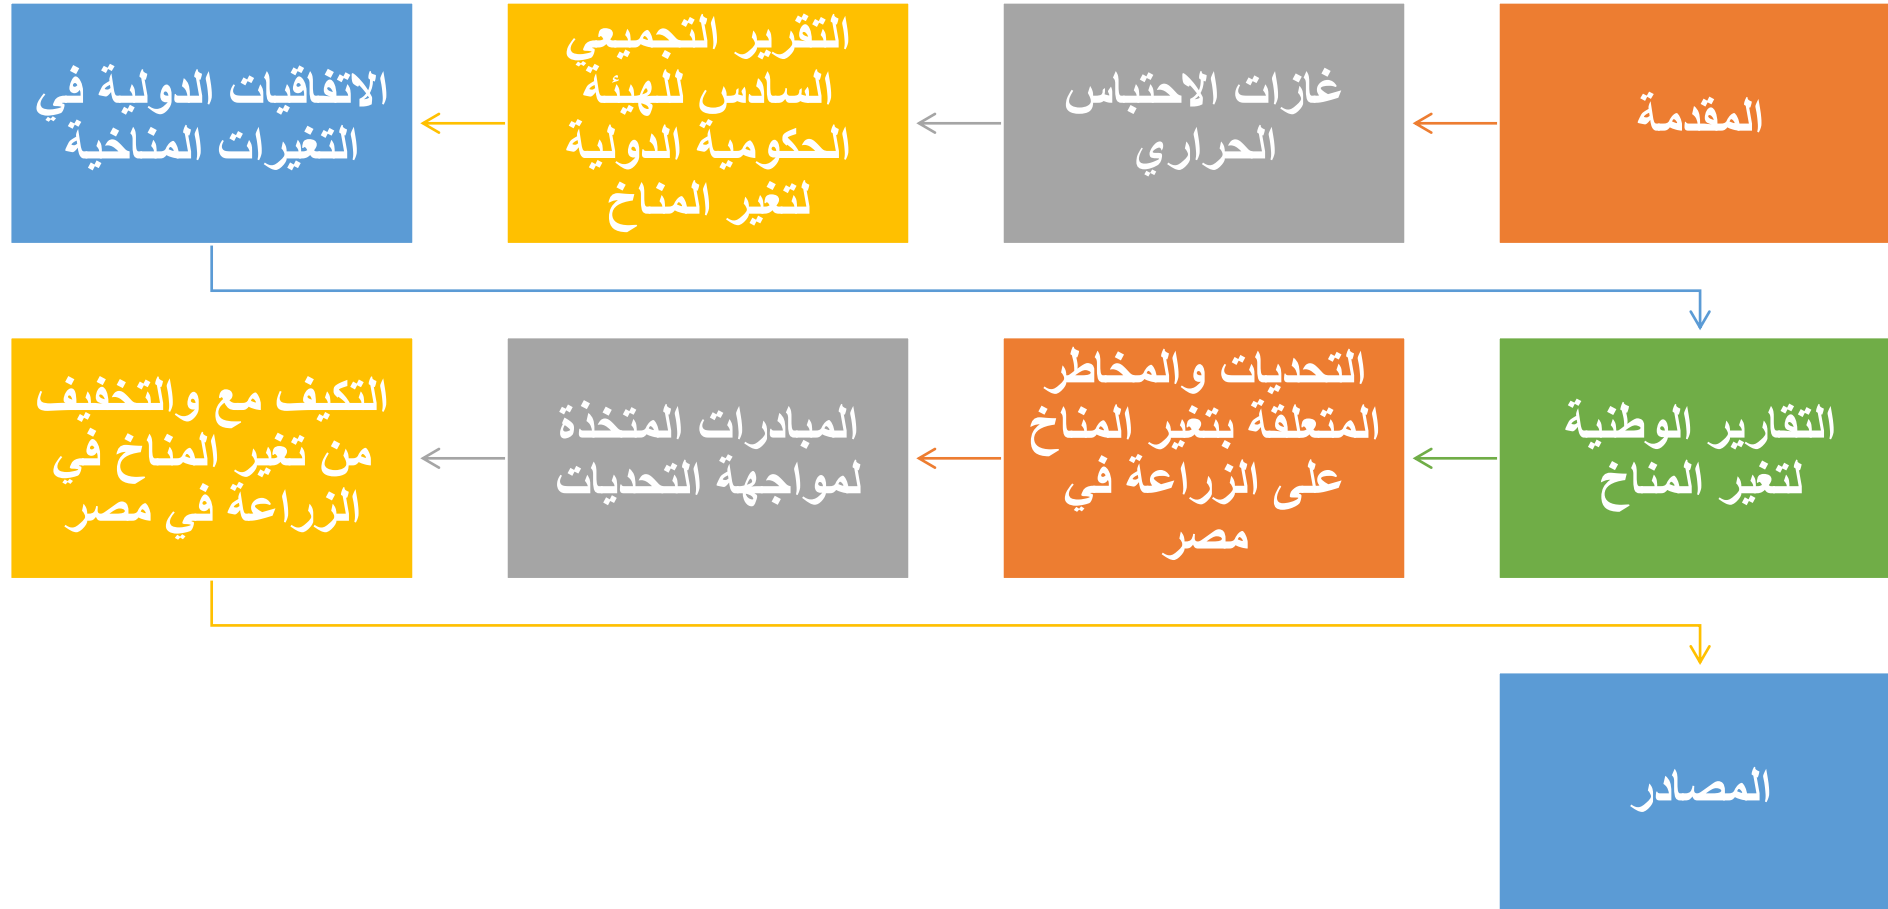 المقدمة
غازات الاحتباس
الحراري
التقرير التجميعي
السادس للهيئة
الحكومية الدولية
لتغير المناخ
الاتفاقيات الدولية في
التغيرات المناخية
التقارير الوطنية
لتغير المناخ
التحديات والمخاطر
المتعلقة بتغير المناخ
على الزراعة في
مصر
المبادرات المتخذة
لمواجهة التحديات
التكيف مع والتخفيف
من تغير المناخ في
الزراعة في مصر
المصادر